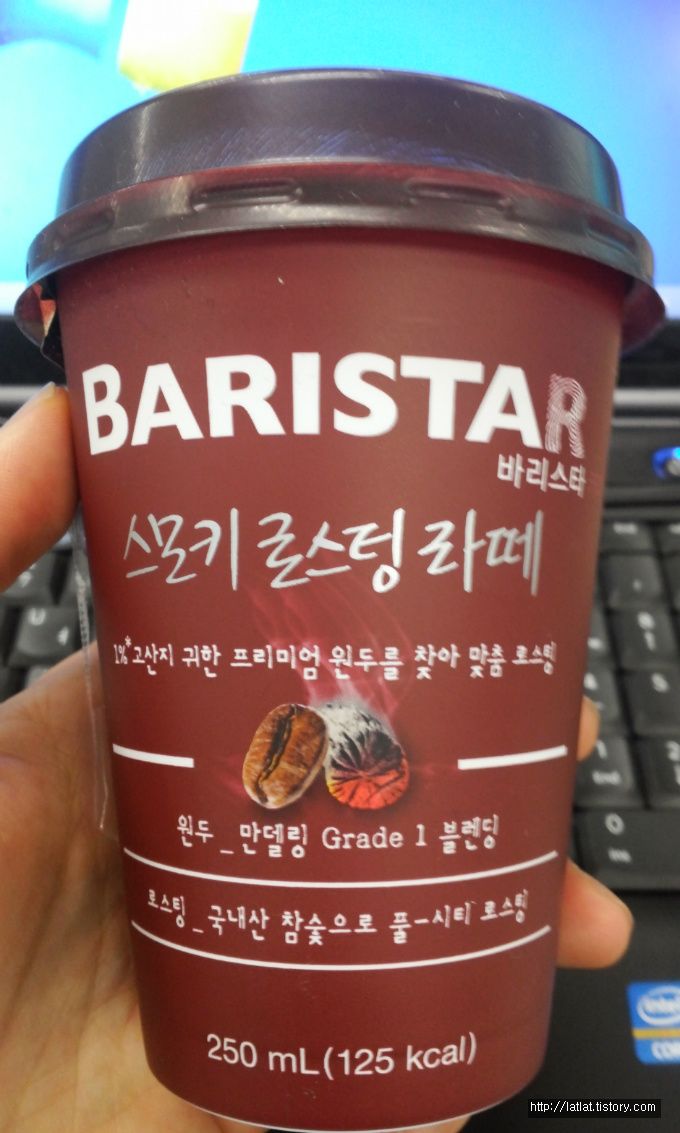 BARISTAR
바리스타
스모키 로스팅 라떼
1%* 고산지 귀한 프리미엄 원두를 찾아 맞춤 로스팅
원두 _ 만델링 Grade 1 블렌딩
로스팅 _ 국내산 참숯으로 풀-시티 로스팅
250 mL(125 kcal)
intel
http://latlat.tistory.com